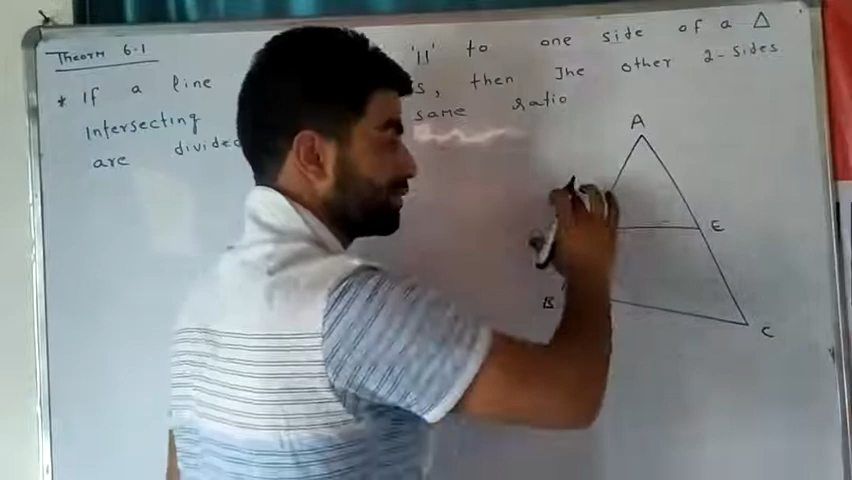 Theorm 6.1
* If a line '||' to one side of a △
Intersecting s, then The other 2-sides
are divided same ratio
A
E
B
C